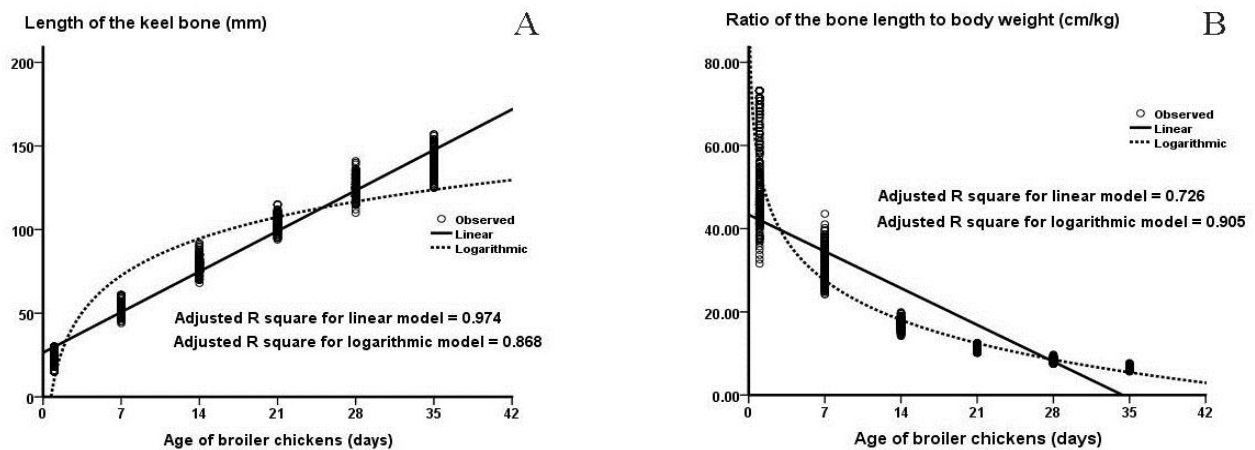 Length of the keel bone (mm)
A
200
150
100
50
0
Observed
Linear
Logarithmic
Adjusted R square for linear model = 0.974
Adjusted R square for logarithmic model = 0.868
0 7 14 21 28 35 42
Age of broiler chickens (days)
Ratio of the bone length to body weight (cm/kg)
B
80.00
60.00
40.00
20.00
0.00
Observed
Linear
Logarithmic
Adjusted R square for linear model = 0.726
Adjusted R square for logarithmic model = 0.905
0 7 14 21 28 35 42
Age of broiler chickens (days)